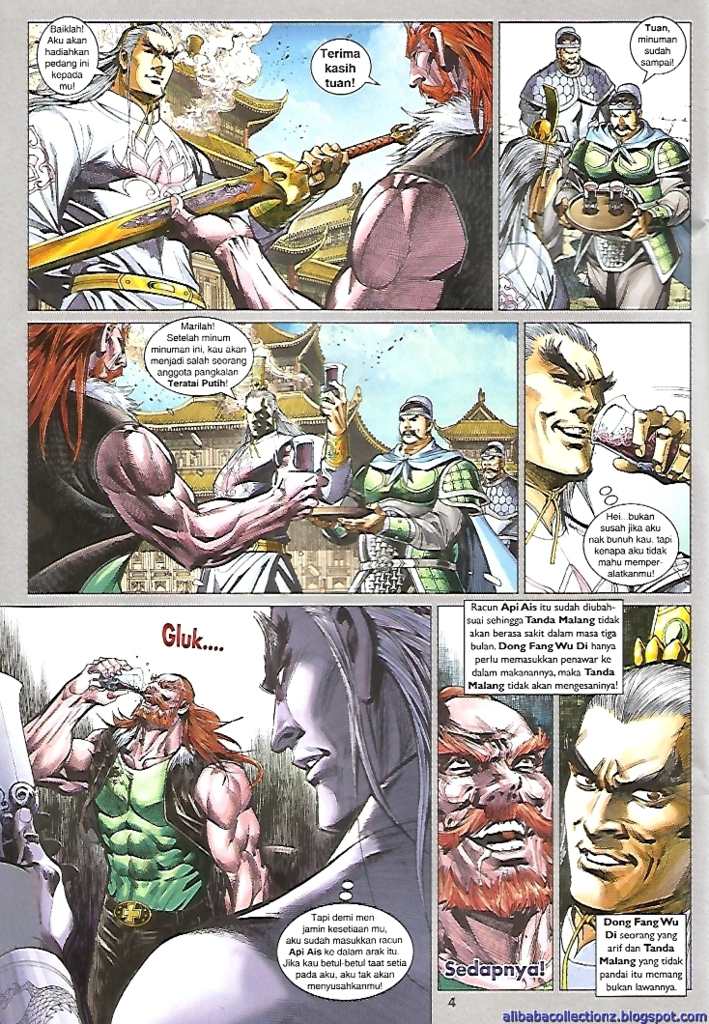 Baiklah!
Aku akan
hadiahkan
pedang ini
kepada
mu!
Terima
kasih
tuan!
Tuan,
minuman
sudah
sampai!
Marilah!
Setelah minum
minuman ini, kau akan
menjadi salah seorang
anggota pangkalan
Teratai Putih!
Hei...bukan
susah jika aku
nak bunuh kau, tapi
kenapa aku tidak
mahu memper-
alatkanmu!
Gluk....
Tapi demi men
jamin kesetiaan mu,
aku sudah masukkan racun
Api Ais ke dalam arak itu.
Jika kau betul-betul taat setia
pada aku, aku tak akan
menyusahkanmu!
Racun Api Ais itu sudah diubah-
suai sehingga Tanda Malang tidak
akan berasa sakit dalam masa tiga
bulan. Dong Fang Wu Di hanya
perlu memasukkan penawar ke
dalam makanan, maka Tanda
Malang tidak akan mengesaninya!
Sedapnya!
Dong Fang Wu
Di seorang yang
arif dan Tanda
Malang yang tidak
pandai itu memang
bukan lawannya.
4
alibabacollectionz.blogspot.com